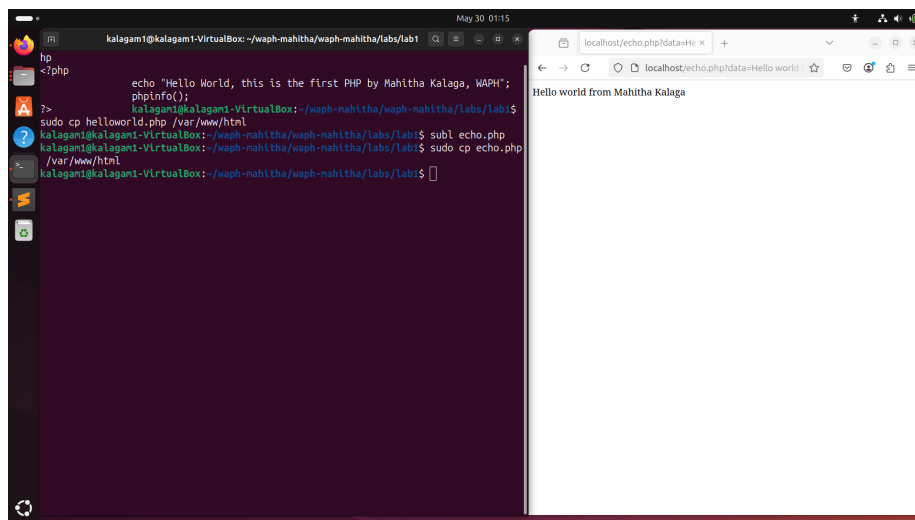 May 30 01:15
kalagam1@kalagam1-VirtualBox: ~/waph-mahitha/waph-mahitha/labs/lab1
hp
<?php
echo "Hello World, this is the first PHP by Mahitha Kalaga, WAPH";
phpinfo();
?> kalagam1@kalagam1-VirtualBox:~/waph-mahitha/waph-mahitha/labs/lab1$
sudo cp helloworld.php /var/www/html
kalagam1@kalagam1-VirtualBox:~/waph-mahitha/waph-mahitha/labs/lab1$ subl echo.php
kalagam1@kalagam1-VirtualBox:~/waph-mahitha/waph-mahitha/labs/lab1$ sudo cp echo.php
/var/www/html
kalagam1@kalagam1-VirtualBox:~/waph-mahitha/waph-mahitha/labs/lab1$
localhost/echo.php?data=He
localhost/echo.php?data=Hello world
Hello world from Mahitha Kalaga